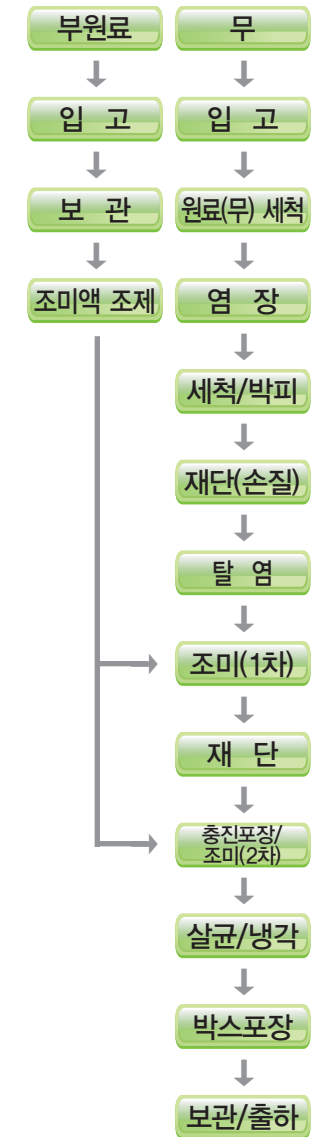 부원료
무
입 고
입 고
보 관
원료(무) 세척
조미액 조제
염 장
세척/박피
재단(손질)
탈 염
조미(1차)
재 단
충진포장/
조미(2차)
살균/냉각
박스포장
보관/출하